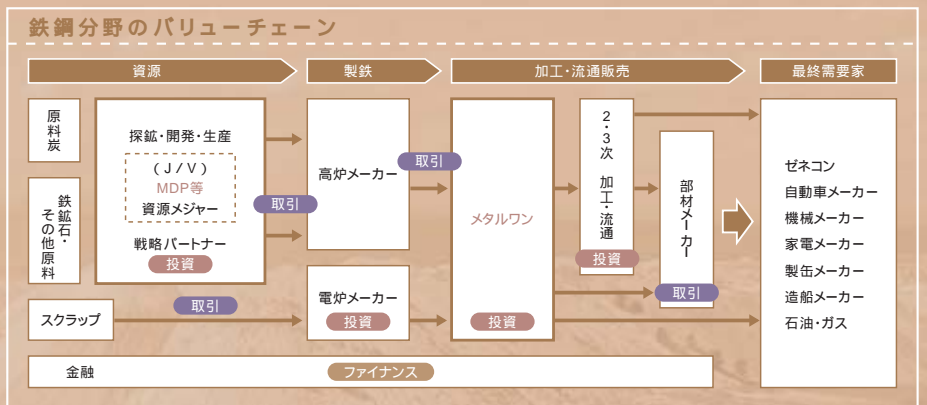 鉄鋼分野のバリューチェーン
資源
製鉄
加工・流通販売
最終需要家
原料炭
鉄鉱石・
その他原料
スクラップ
探鉱・開発・生産
(J/V)
MDP等
資源メジャー
戦略パートナー
投資
取引
取引
高炉メーカー
電炉メーカー
投資
取引
メタルワン
投資
2・3次 加工・流通
投資
部材メーカー
取引
ゼネコン
自動車メーカー
機械メーカー
家電メーカー
製缶メーカー
造船メーカー
石油・ガス
金融
ファイナンス